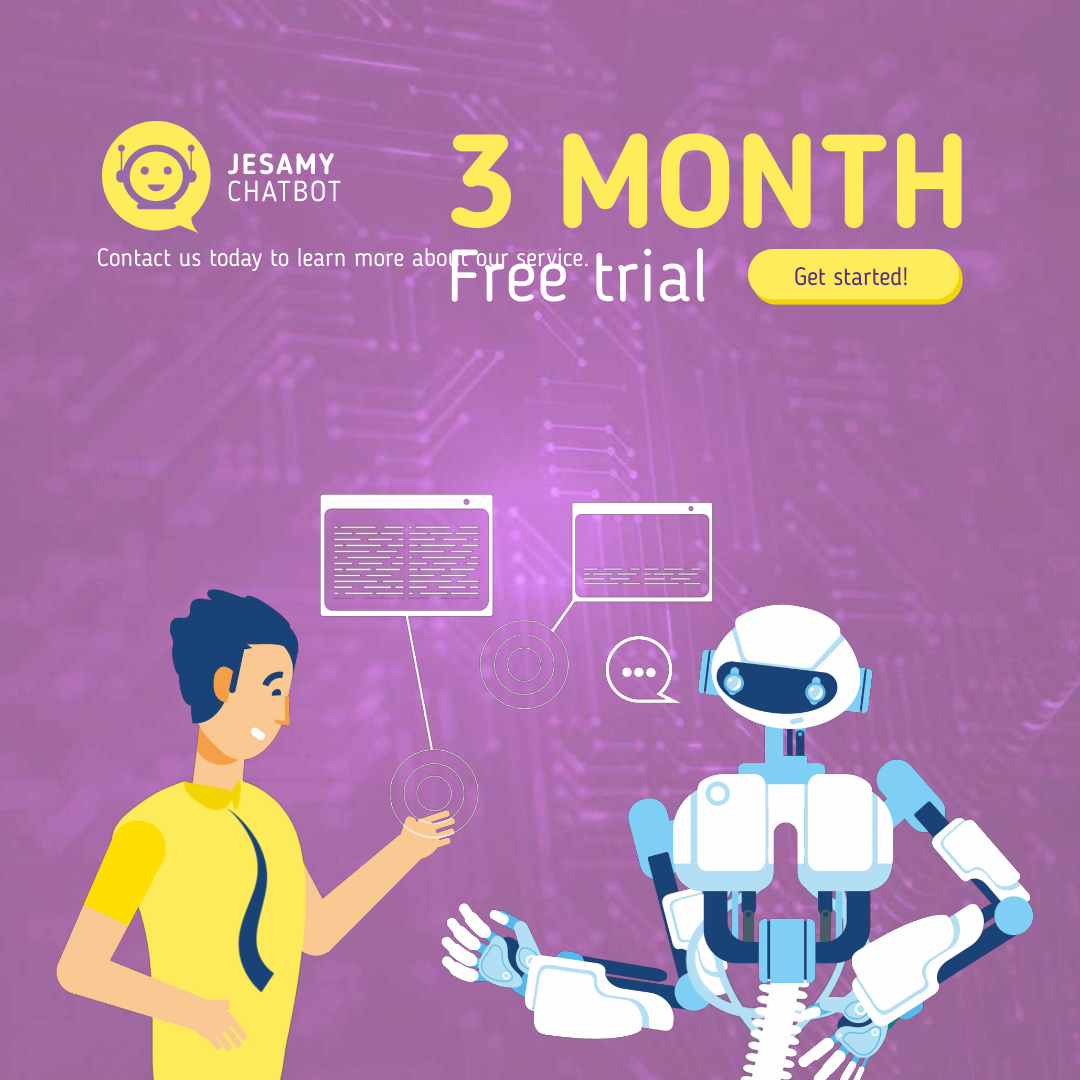 JESAMY
CHATBOT
3 MONTH
Contact us today to learn more about our service.
Free trial
Get started!